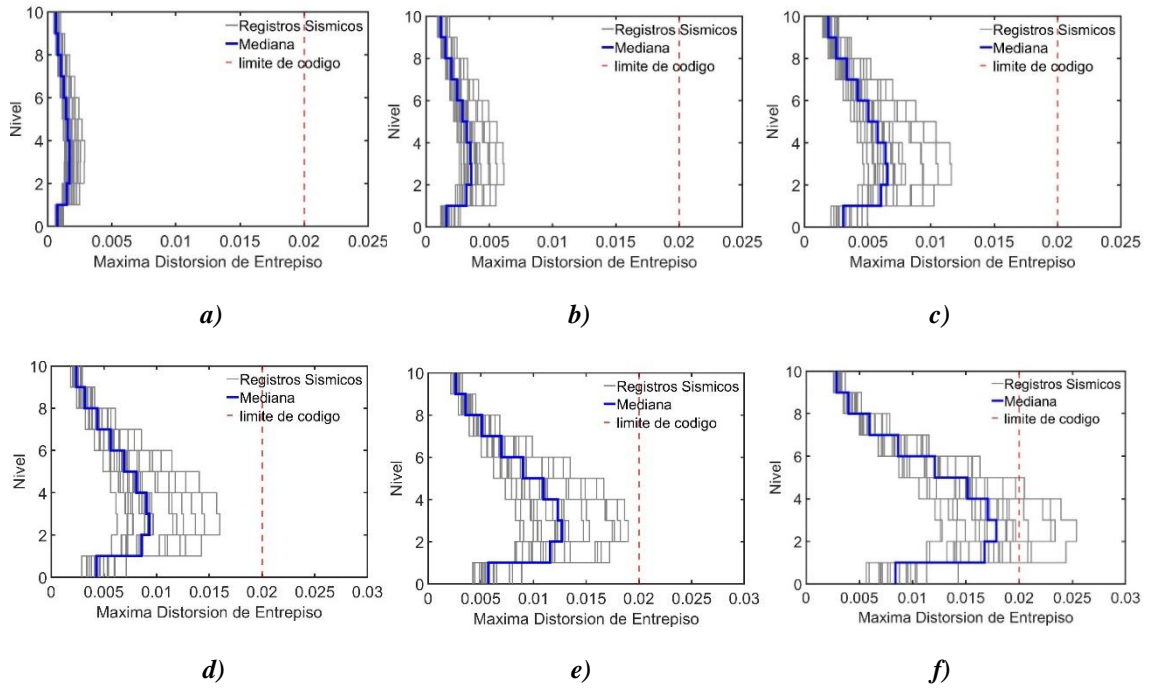 10
8
6
4
2
0
Nivel
Registros Sismicos
Mediana
limite de codigo
0 0.005 0.01 0.015 0.02 0.025
Maxima Distorsion de Entrepiso
a)
10
8
6
4
2
0
Nivel
Registros Sismicos
Mediana
limite de codigo
0 0.005 0.01 0.015 0.02 0.025
Maxima Distorsion de Entrepiso
b)
10
8
6
4
2
0
Nivel
Registros Sismicos
Mediana
limite de codigo
0 0.005 0.01 0.015 0.02 0.025
Maxima Distorsion de Entrepiso
c)
10
8
6
4
2
0
Nivel
Registros Sismicos
Mediana
limite de codigo
0 0.005 0.01 0.015 0.02 0.025 0.03
Maxima Distorsion de Entrepiso
d)
10
8
6
4
2
0
Nivel
Registros Sismicos
Mediana
limite de codigo
0 0.005 0.01 0.015 0.02 0.025 0.03
Maxima Distorsion de Entrepiso
e)
10
8
6
4
2
0
Nivel
Registros Sismicos
Mediana
limite de codigo
0 0.005 0.01 0.015 0.02 0.025 0.03
Maxima Distorsion de Entrepiso
f)